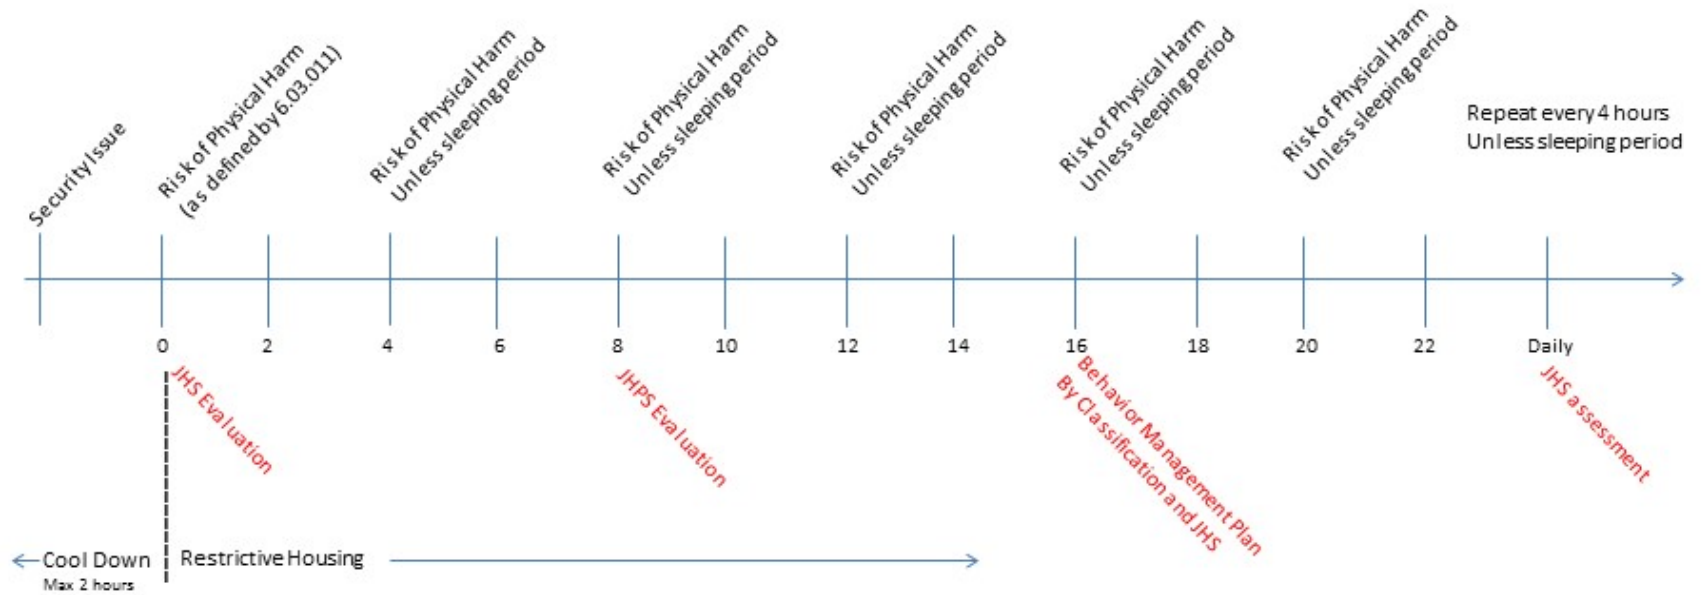 Security Issue
Risk of Physical Harm
(as defined by 6.03.011)
Risk of Physical Harm
Unless sleeping period
Risk of Physical Harm
Unless sleeping period
Risk of Physical Harm
Unless sleeping period
Risk of Physical Harm
Unless sleeping period
Risk of Physical Harm
Unless sleeping period
Repeat every 4 hours
Unless sleeping period
0 2 4 6 8 10 12 14 16 18 20 22 Daily
JHS Evaluation
JHPS Evaluation
Behavior Management Plan
By Classification and JHS
JHS assessment
Cool Down
Max 2 hours
Restrictive Housing